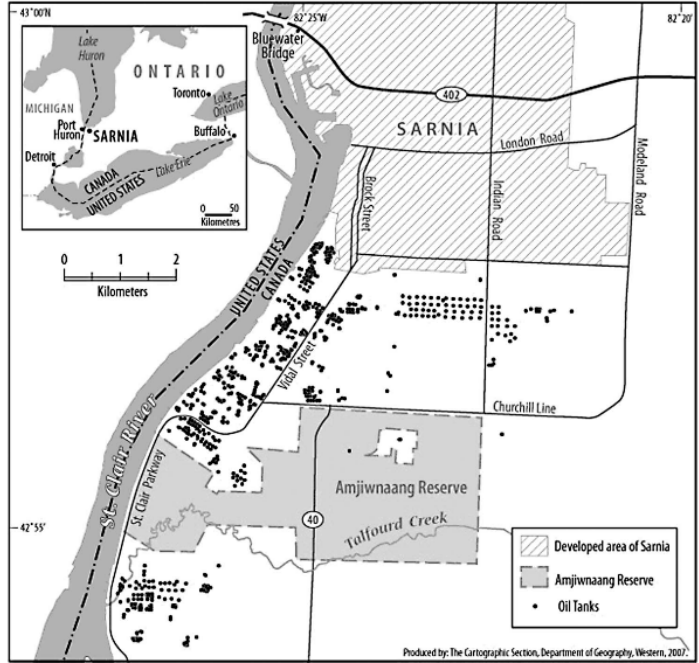 43°00'N
82°25'W
82°20'
Bluewater
Bridge
402
SARNIA
London Road
Brock Street
Indian Road
Modeland Road
Lake
Huron
ONTARIO
Toronto
Lake
Ontario
MICHIGAN
Port
Huron
SARNIA
Buffalo
Detroit
Lake Erie
CANADA
UNITED STATES
0 50
Kilometres
0 1 2
Kilometers
UNITED STATES
CANADA
Vidal Street
Churchill Line
St. Clair River
St. Clair Parkway
Amjiwnaang Reserve
40
Talfourd Creek
42°55'
Developed area of Sarnia
Amjiwnaang Reserve
Oil Tanks
Produced by: The Cartographic Section, Department of Geography, Western, 2007.